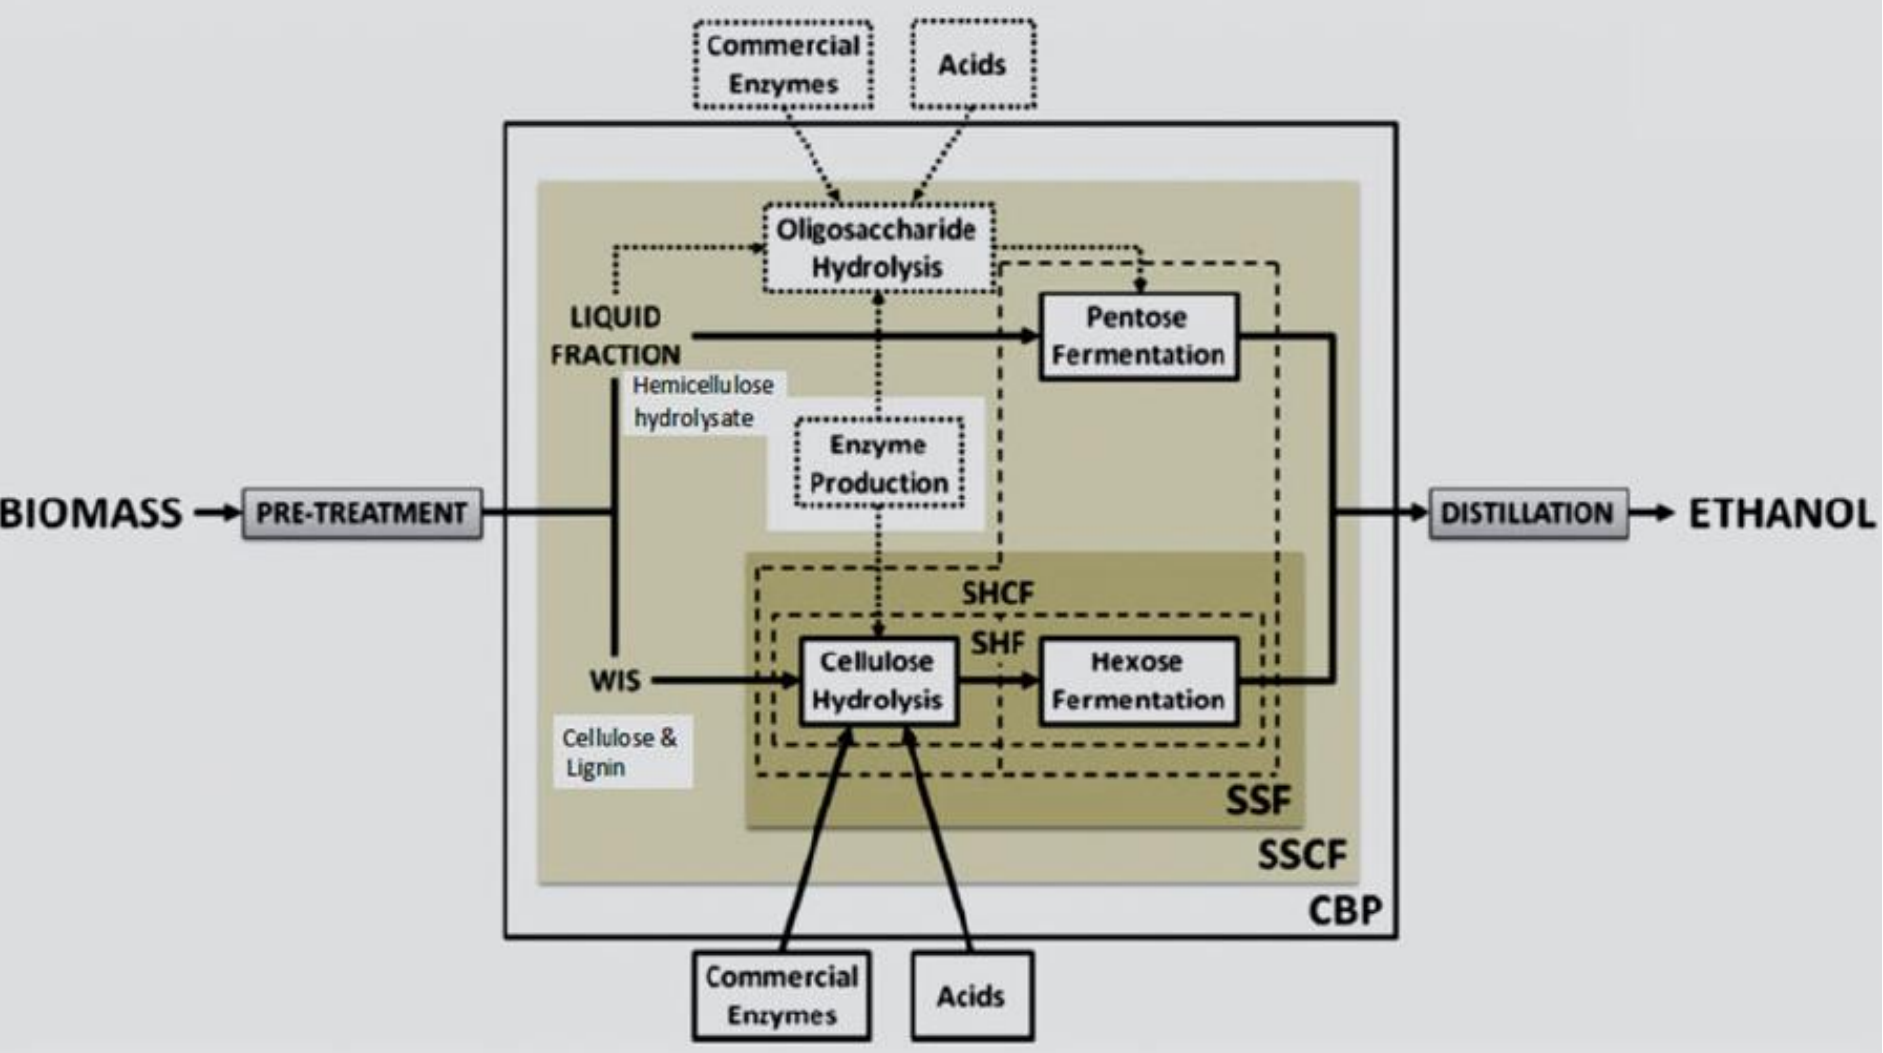 Commercial
Enzymes
Acids
Oligosaccharide
Hydrolysis
LIQUID
FRACTION
Pentose
Fermentation
Hemicellulose
hydrolysate
Enzyme
Production
BIOMASS
PRE-TREATMENT
DISTILLATION
ETHANOL
SHCF
SHF
WIS
Cellulose
Hydrolysis
Hexose
Fermentation
Cellulose &
Lignin
SSF
SSCF
CBP
Commercial
Enzymes
Acids